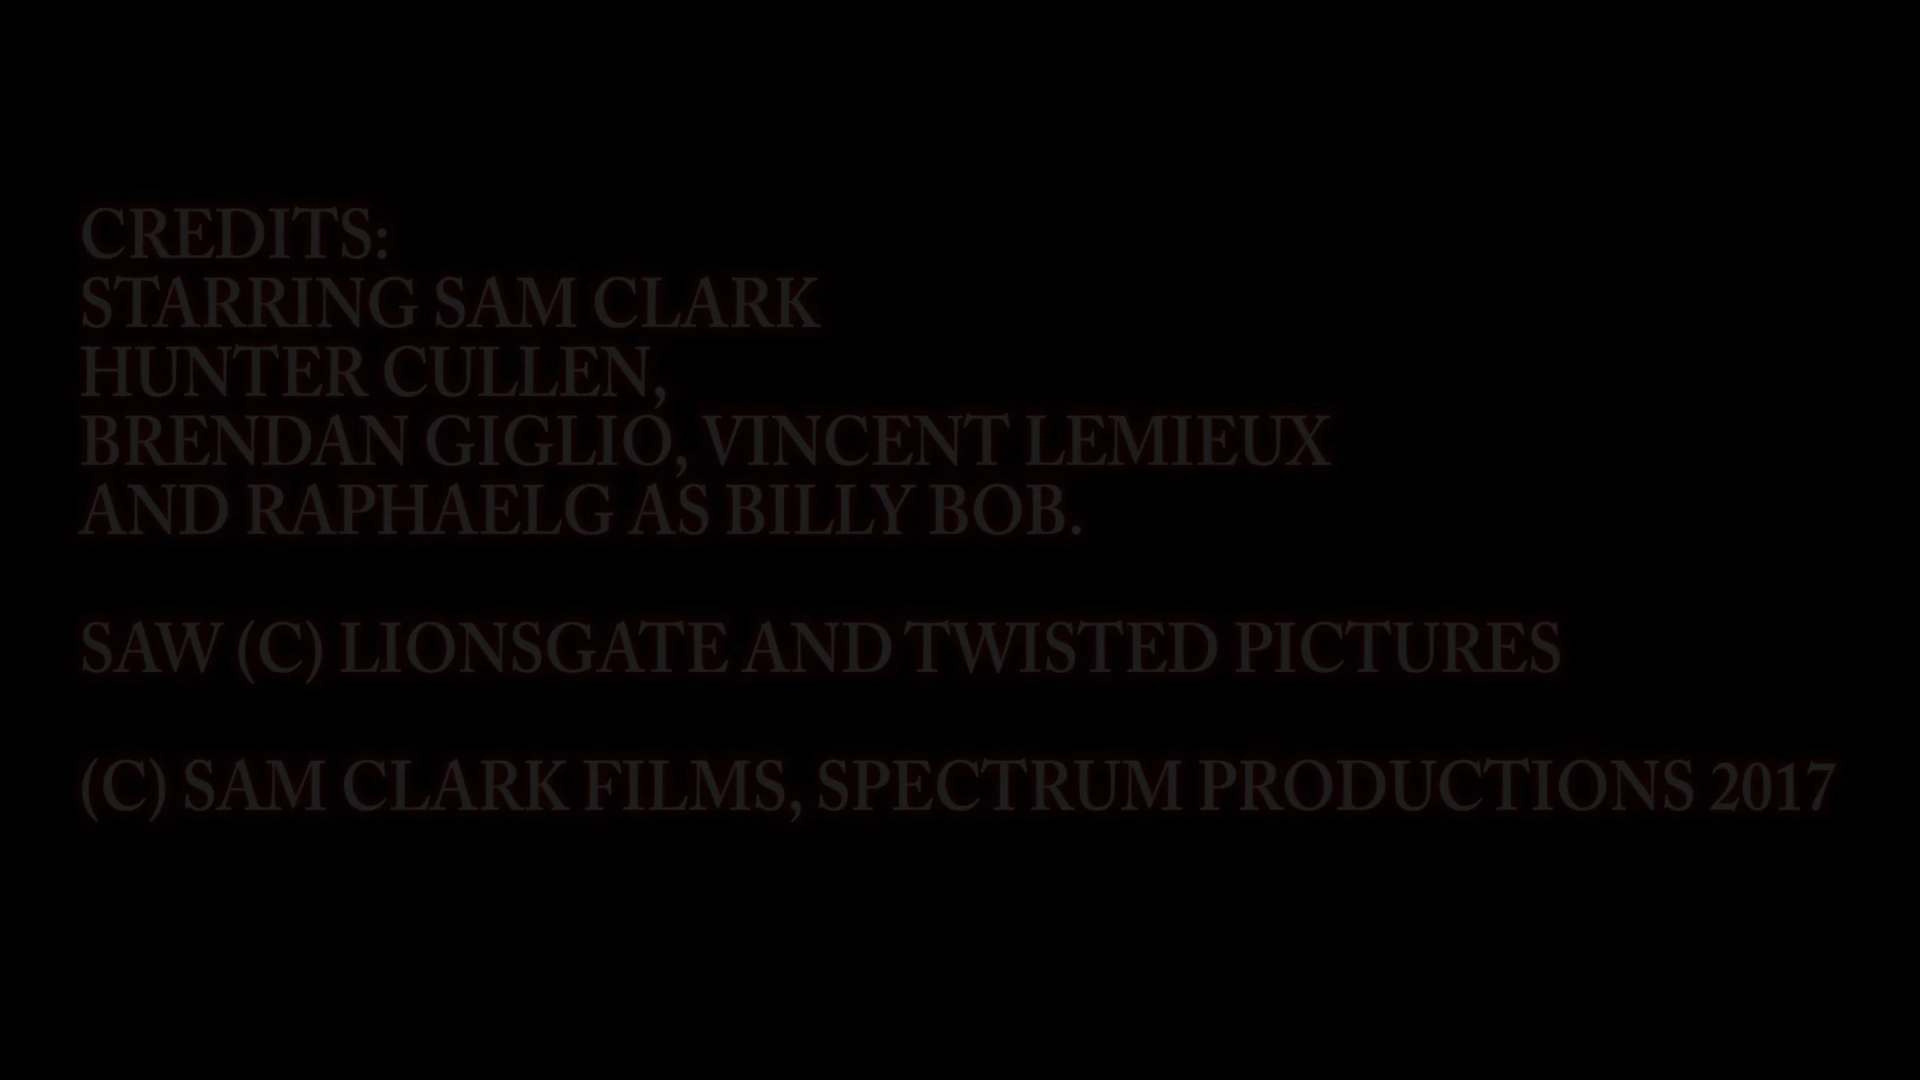 CREDITS:
STARRING SAM CLARK
HUNTER CULLEN,
BRENDAN GIGLIO, VINCENT LEMIEUX
AND RAPHAELG AS BILLY BOB.
SAW (C) LIONSGATE AND TWISTED PICTURES
(C) SAM CLARK FILMS, SPECTRUM PRODUCTIONS 2017